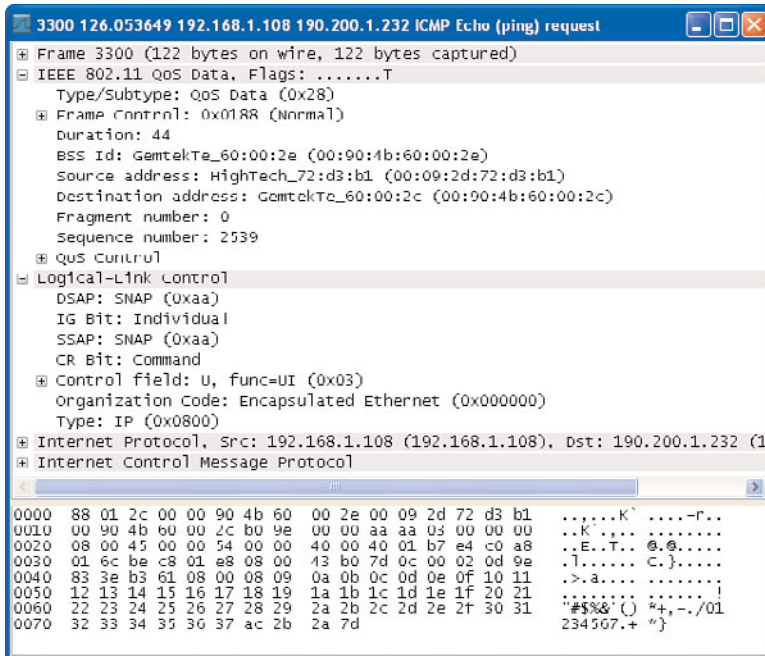 3300 126.053649 192.168.1.108 190.200.1.232 ICMP Echo (ping) request
Frame 3300 (122 bytes on wire, 122 bytes captured)
IEEE 802.11 QoS Data, Flags: .......T
Type/Subtype: QoS Data (0x28)
Frame Control: 0x0188 (Normal)
Duration: 44
BSS Id: GemtekTe_60:00:2e (00:90:4b:60:00:2e)
Source address: HighTech_72:d3:b1 (00:09:2d:72:d3:b1)
Destination address: GemtekTe_60:00:2c (00:90:4b:60:00:2c)
Fragment number: 0
Sequence number: 2539
QoS Control
Logical-Link Control
DSAP: SNAP (0xaa)
IG Bit: Individual
SSAP: SNAP (0xaa)
CR Bit: Command
Control field: U, func=UI (0x03)
Organization Code: Encapsulated Ethernet (0x000000)
Type: IP (0x0800)
Internet Protocol, Src: 192.168.1.108 (192.168.1.108), Dst: 190.200.1.232 (1
Internet Control Message Protocol
0000 88 01 2c 00 00 90 4b 60 00 2e 00 09 2d 72 d3 b1 ..,...K` ....-r..
0010 00 90 4b 60 00 2c b0 9e 00 00 aa aa 03 00 00 00 ..K`.,.. ........
0020 08 00 45 00 00 54 00 00 40 00 40 01 b7 e4 c0 a8 ..E..T.. @.@.....
0030 01 6c be c8 01 e8 08 00 43 b0 7d 0c 00 02 0d 9e .l...... C.}.....
0040 83 3e b3 61 08 00 08 09 0a 0b 0c 0d 0e 0f 10 11 .>.a.... ........
0050 12 13 14 15 16 17 18 19 1a 1b 1c 1d 1e 1f 20 21 ........ ...... !
0060 22 23 24 25 26 27 28 29 2a 2b 2c 2d 2e 2f 30 31 "#$%&'() *+,-./01
0070 32 33 34 35 36 37 ac 2b 2a 7d 234567.+ *}